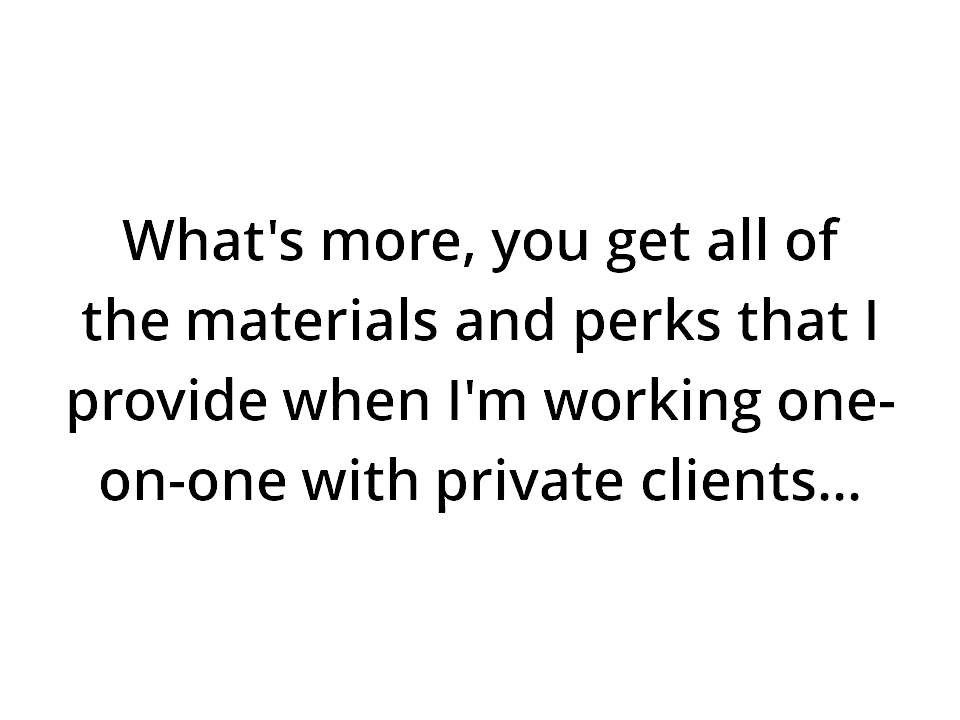 What's more, you get all of
the materials and perks that I
provide when I'm working one-
on-one with private clients...